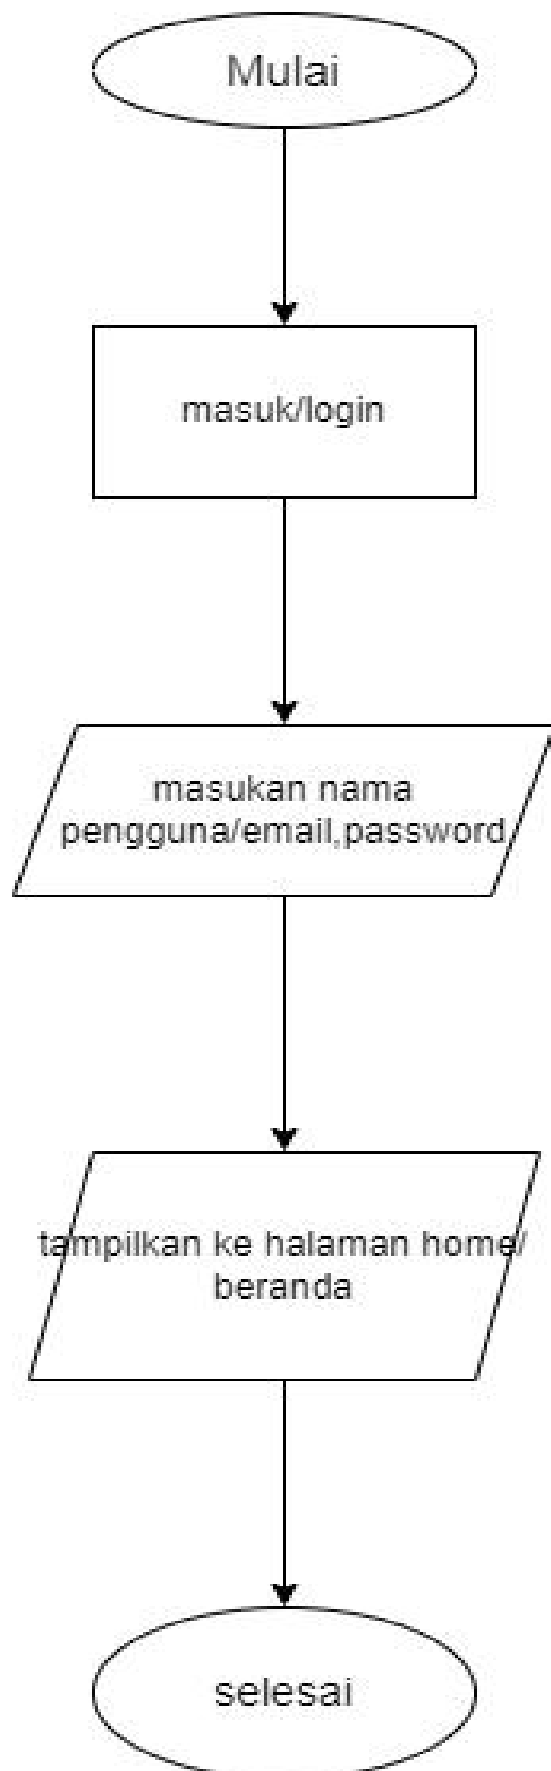 Mulai
masuk/login
masukan nama
pengguna/email,password
tampilkan ke halaman home/
beranda
selesai